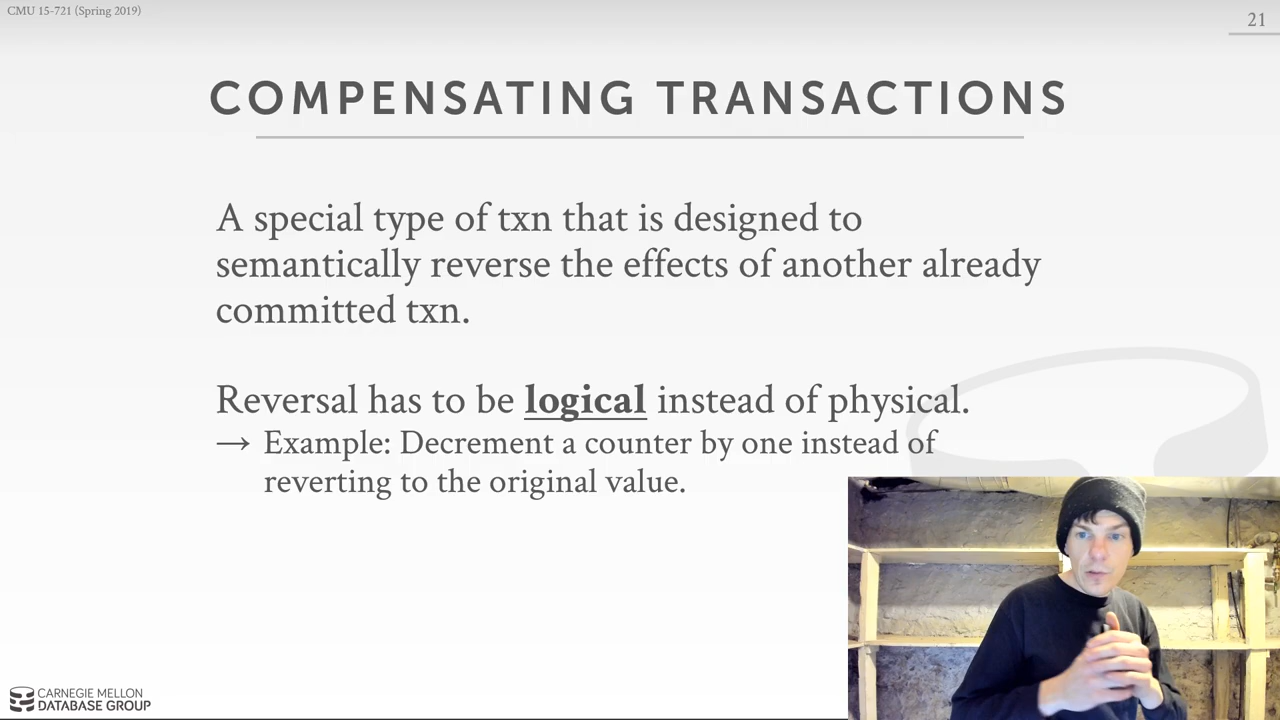 CMU 15-721 (Spring 2019)
21
COMPENSATING TRANSACTIONS
A special type of txn that is designed to
semantically reverse the effects of another already
committed txn.
Reversal has to be logical instead of physical.
→ Example: Decrement a counter by one instead of
reverting to the original value.
CARNEGIE MELLON
DATABASE GROUP